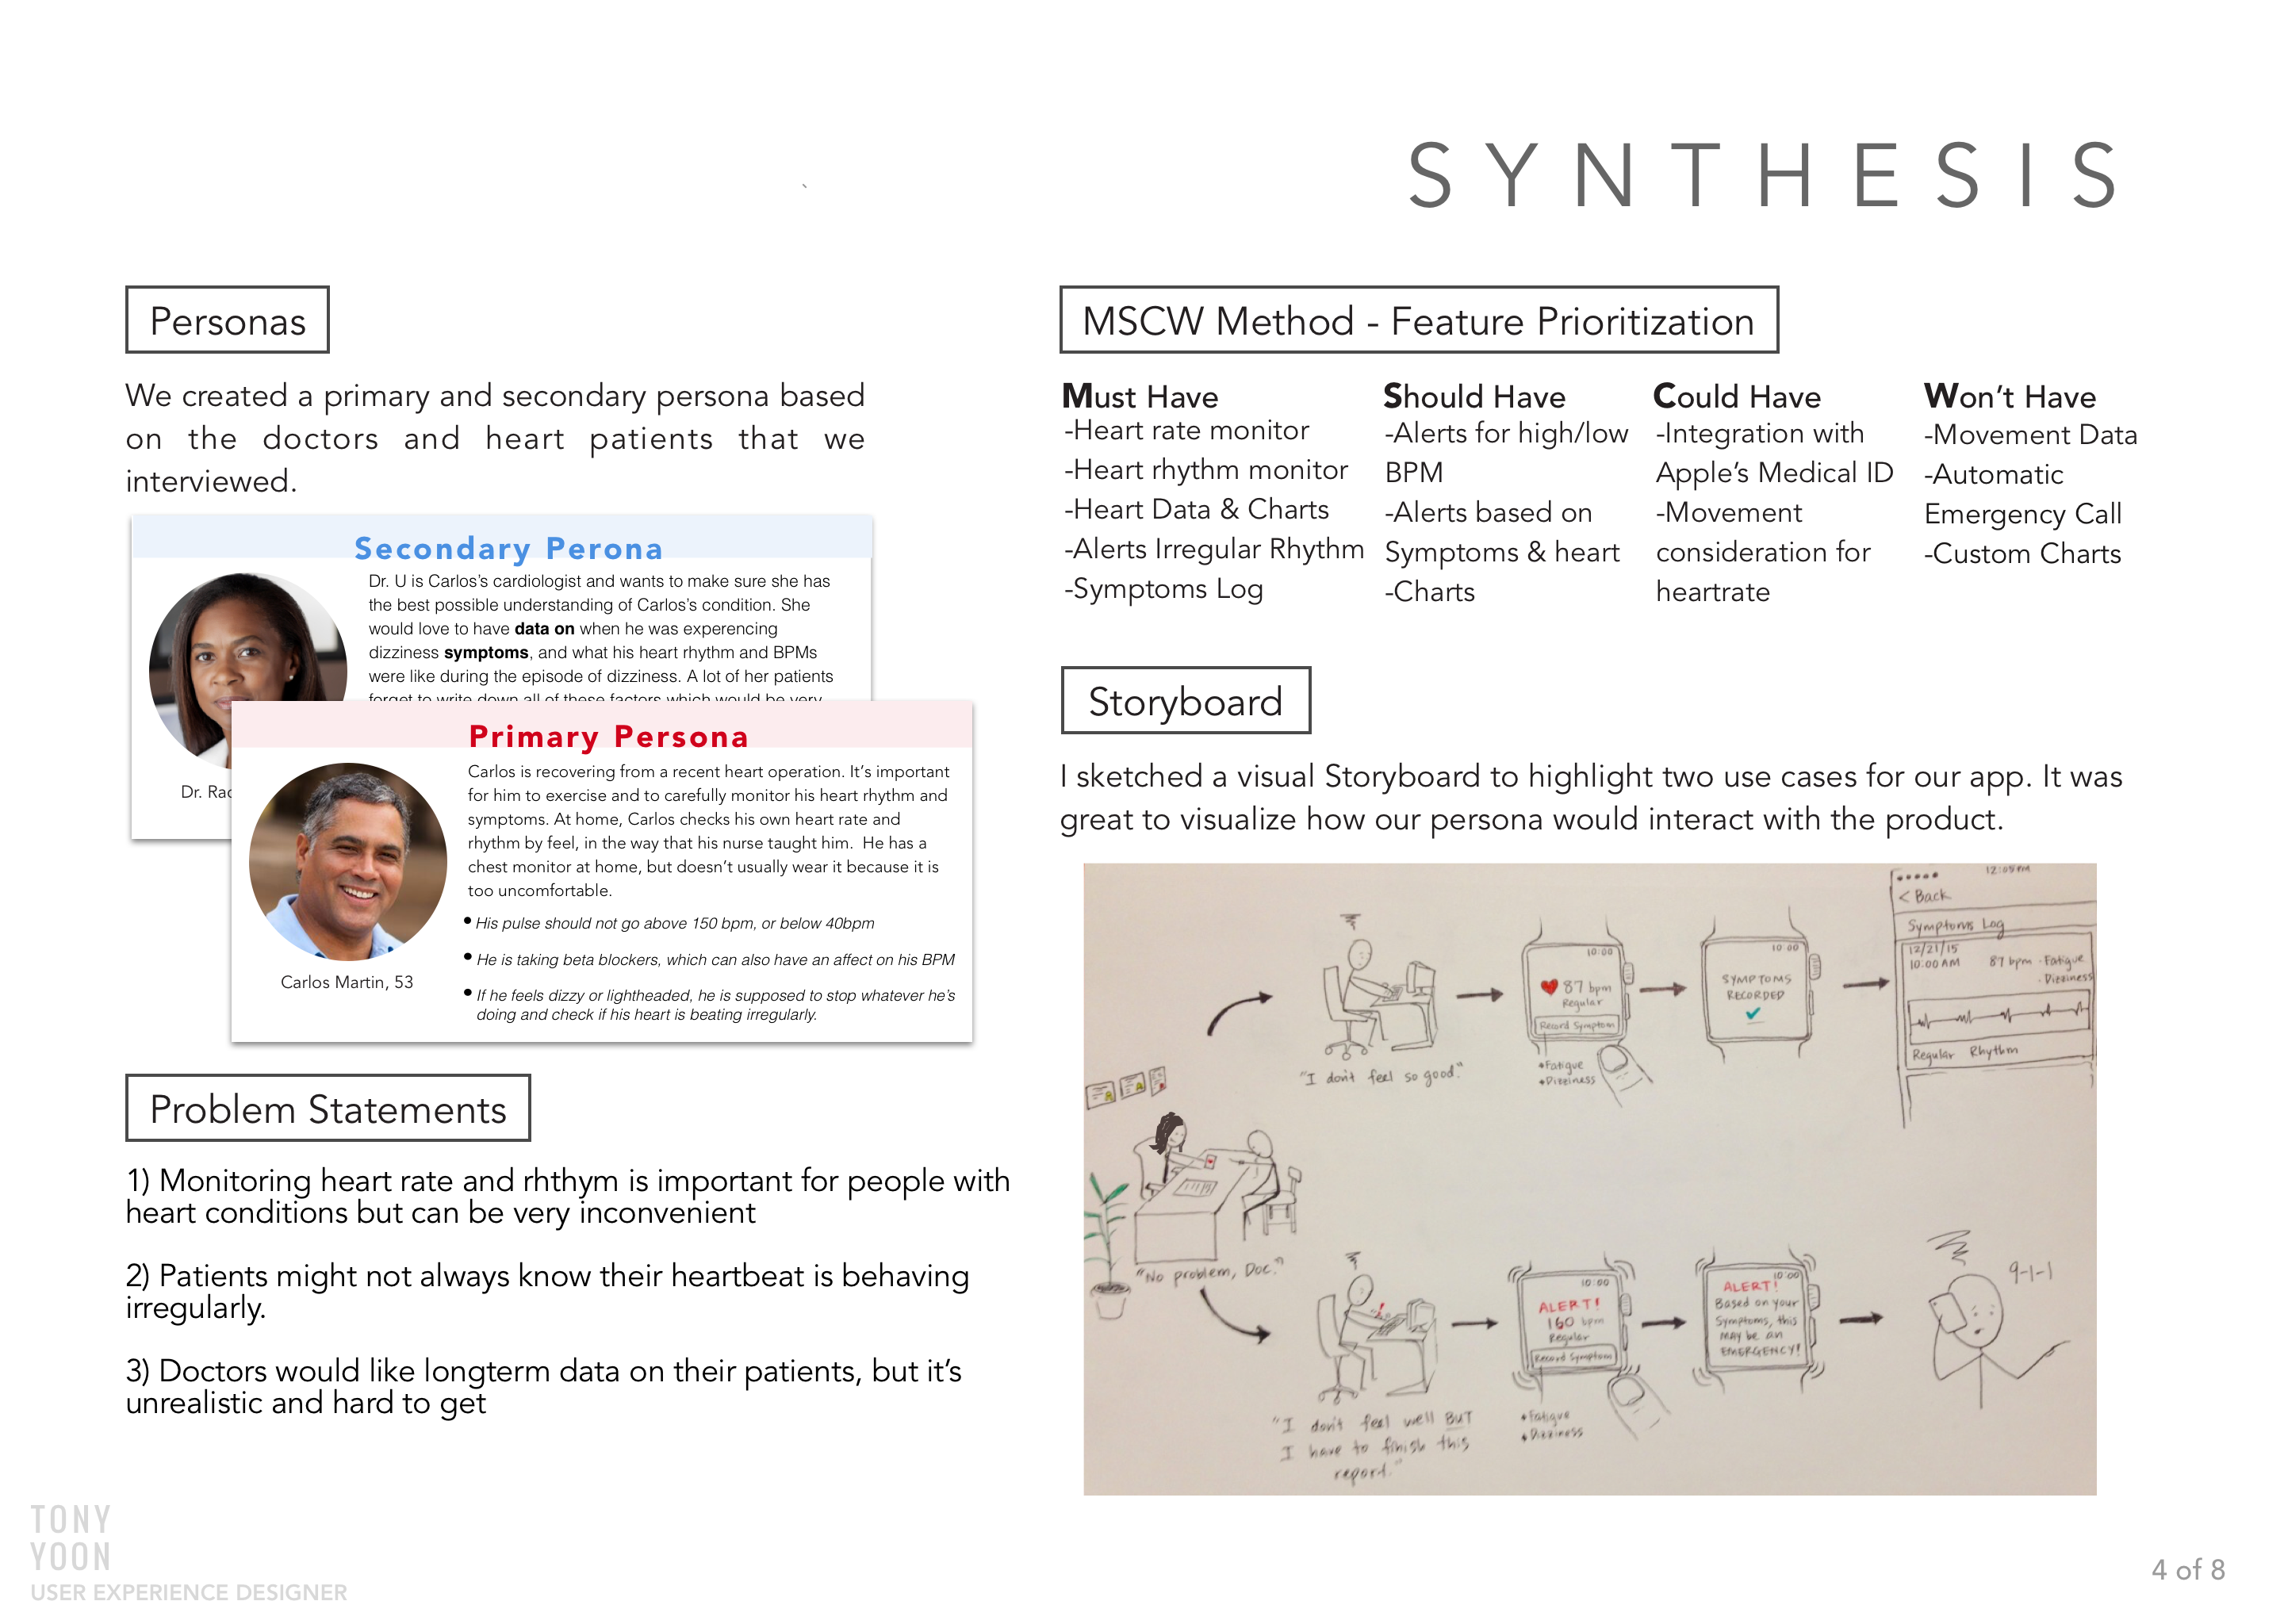 SYNTHESIS
Personas
We created a primary and secondary persona based
on the doctors and heart patients that we
interviewed.
Secondary Perona
Dr. U is Carlos's cardiologist and wants to make sure she has
the best possible understanding of Carlos's condition. She
would love to have data on when he was experencing
dizziness symptoms, and what his heart rhythm and BPMs
were like during the episode of dizziness. A lot of her patients
forget to write down all of these factors which would be very
Dr. Rac
Primary Persona
Carlos is recovering from a recent heart operation. It's important
for him to exercise and to carefully monitor his heart rhythm and
symptoms. At home, Carlos checks his own heart rate and
rhythm by feel, in the way that his nurse taught him. He has a
chest monitor at home, but doesn't usually wear it because it is
too uncomfortable.
• His pulse should not go above 150 bpm, or below 40bpm
• He is taking beta blockers, which can also have an affect on his BPM
• If he feels dizzy or lightheaded, he is supposed to stop whatever he's
doing and check if his heart is beating irregularly.
Carlos Martin, 53
Problem Statements
1) Monitoring heart rate and rhthym is important for people with
heart conditions but can be very inconvenient
2) Patients might not always know their heartbeat is behaving
irregularly.
3) Doctors would like longterm data on their patients, but it's
unrealistic and hard to get
MSCW Method - Feature Prioritization
Must Have
-Heart rate monitor
-Heart rhythm monitor
-Heart Data & Charts
-Alerts Irregular Rhythm
-Symptoms Log
Should Have
-Alerts for high/low
BPM
-Alerts based on
Symptoms & heart
-Charts
Could Have
-Integration with
Apple's Medical ID
-Movement
consideration for
heartrate
Won't Have
-Movement Data
-Automatic
Emergency Call
-Custom Charts
Storyboard
I sketched a visual Storyboard to highlight two use cases for our app. It was
great to visualize how our persona would interact with the product.
"No problem, Doc."
"I don't feel so good."
10:00
87 bpm
Regular
Record Symptom
•Fatigue
•Dizziness
10 00
SYMPTOMS
RECORDED
12:05 PM
< Back
Symptoms Log
12/21/15
10:00 AM 87 bpm · Fatigue
· Dizziness
Regular Rhythm
"I don't feel well BUT
I have to finish this
report."
10:00
ALERT!
160 bpm
Regular
Record Symptom
•Fatigue
•Dizziness
10:00
ALERT!
Based on your
Symptoms, this
may be an
EMERGENCY!
9-1-1
TONY
YOON
USER EXPERIENCE DESIGNER
4 of 8